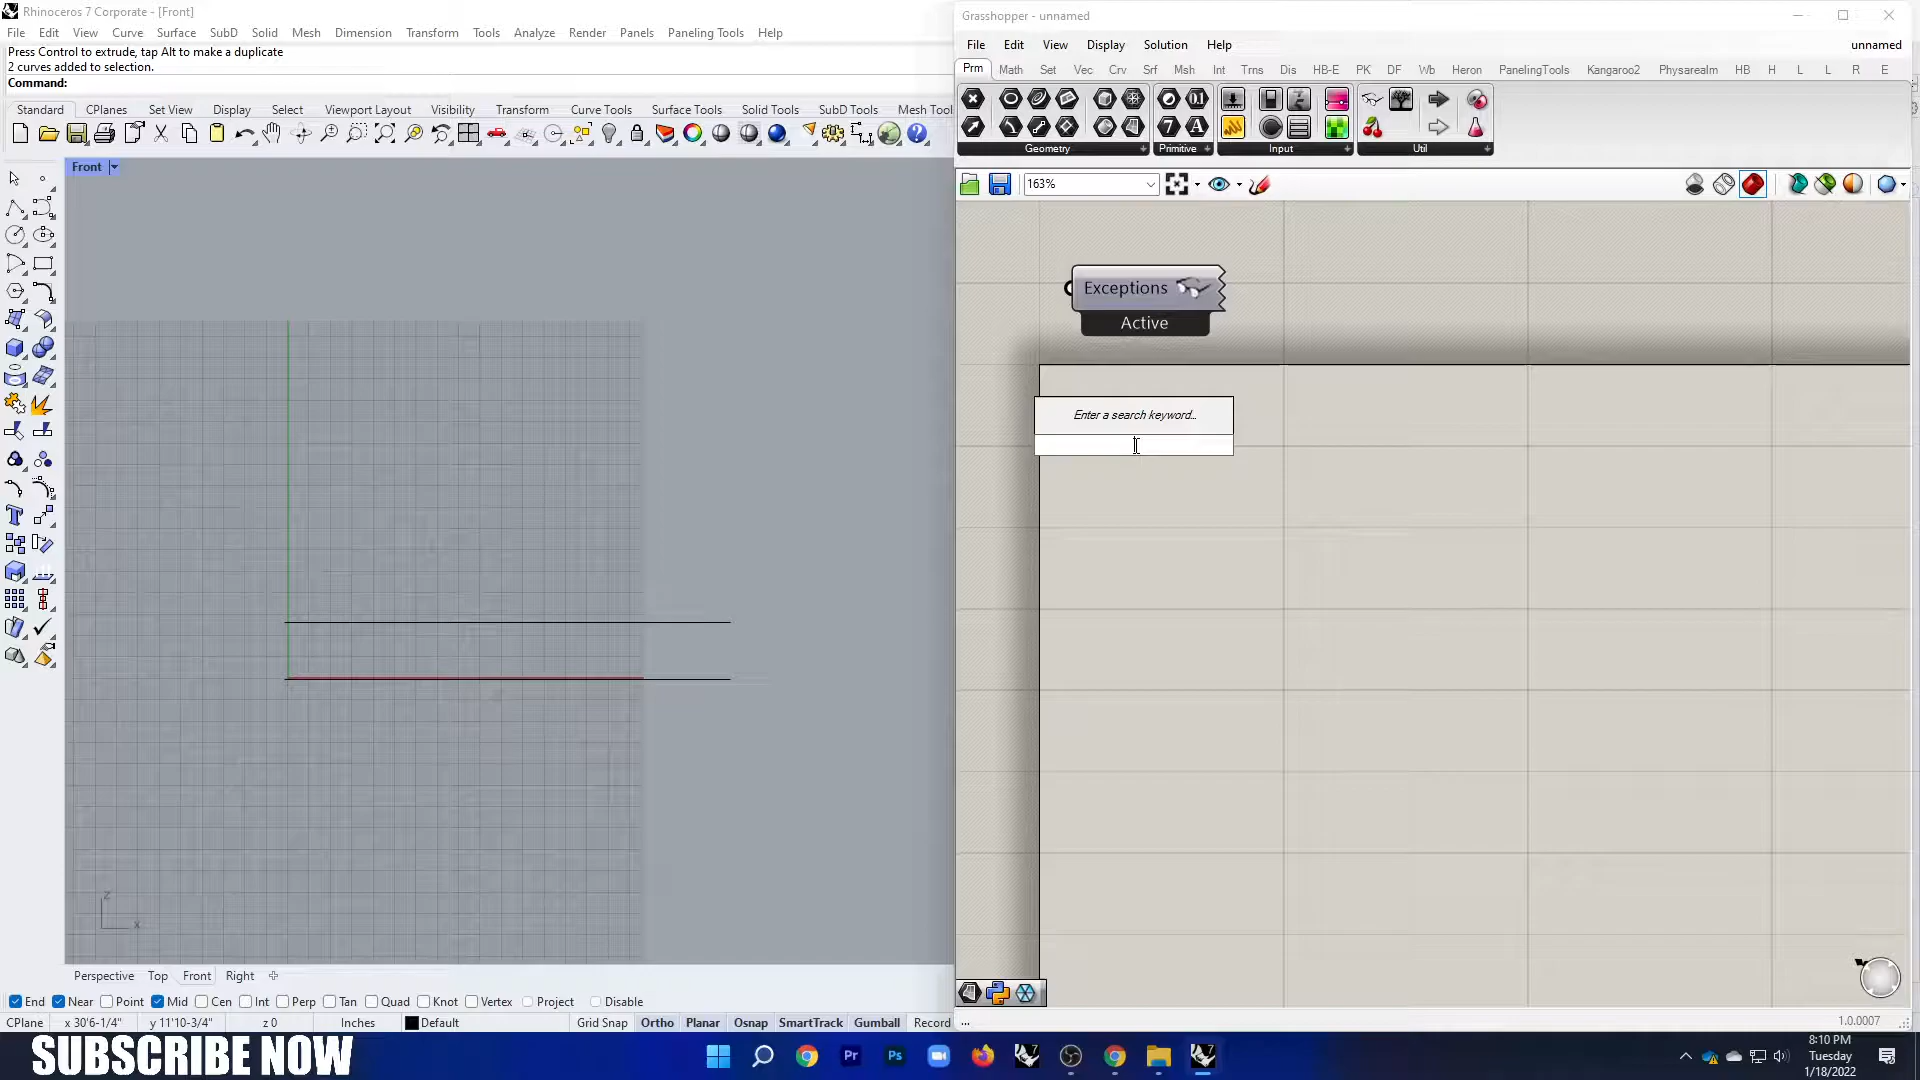 Rhinoceros 7 Corporate - [Front]
File Edit View Curve Surface SubD Solid Mesh Dimension Transform Tools Analyze Render Panels Paneling Tools Help
Press Control to extrude, tap Alt to make a duplicate
2 curves added to selection.
Command:
Standard CPlanes Set View Display Select Viewport Layout Visibility Transform Curve Tools Surface Tools Solid Tools SubD Tools Mesh Tool
Front
z
x
Perspective Top Front Right
End Near Point Mid Cen Int Perp Tan Quad Knot Vertex Project Disable
CPlane x 30'6-1/4" y 11'10-3/4" z 0 Inches Default Grid Snap Ortho Planar Osnap SmartTrack Gumball Record
Grasshopper - unnamed
File Edit View Display Solution Help unnamed
Prm Math Set Vec Crv Srf Msh Int Trns Dis HB-E PK DF Wb Heron PanelingTools Kangaroo2 Physarealm HB H L L R E
Geometry Primitive Input Util
163%
Exceptions
Active
Enter a search keyword...
...
1.0.0007
SUBSCRIBE NOW
Pr
Ps
8:10 PM
Tuesday
1/18/2022